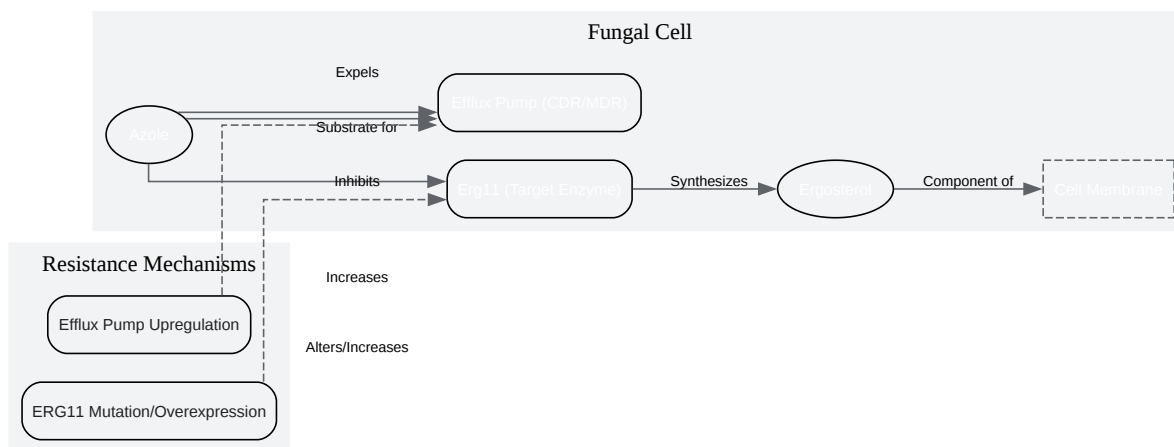 Fungal Cell
Expels
Efflux Pump (CDR/MDR)
Azole
Substrate for
Inhibits
Erg11 (Target Enzyme)
Synthesizes
Ergosterol
Component of
Cell Membrane
Resistance Mechanisms
Increases
Efflux Pump Upregulation
Alters/Increases
ERG11 Mutation/Overexpression